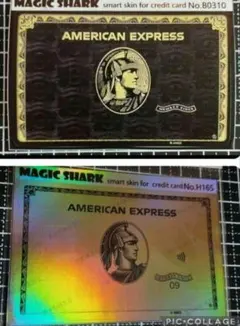 MAGIC SHARK smart skin for credit card No.80310
AMERICAN EXPRESS
MAGIC SHARK smart skin for credit card No.H165
AMERICAN EXPRESS
09
PIC-COLLAGE